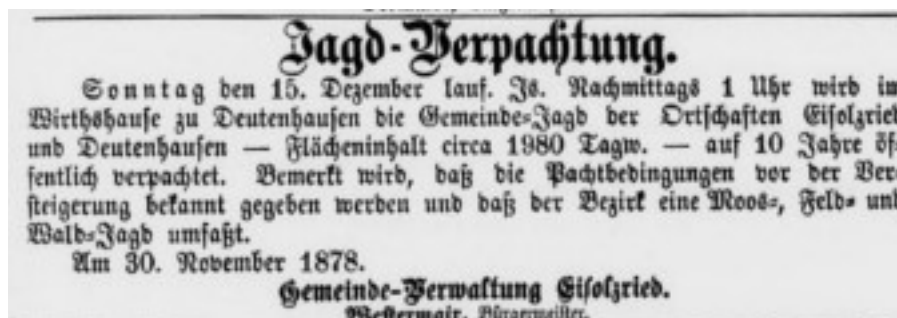 Jagd-Verpachtung.
Sonntag den 15. Dezember lauf. Js. Nachmittags 1 Uhr wird im
Wirthshause zu Deutenhausen die Gemeinde-Jagd der Ortschaften Eisolzried
und Deutenhausen — Flächeninhalt circa 1980 Tagw. — auf 10 Jahre öf-
fentlich verpachtet. Bemerkt wird, daß die Pachtbedingungen vor der Ver-
steigerung bekannt gegeben werden und daß der Bezirk eine Moos-, Feld- und
Wald-Jagd umfaßt.
Am 30. November 1878.
Gemeinde-Verwaltung Eisolzried.
Westermair, Bürgermeister.